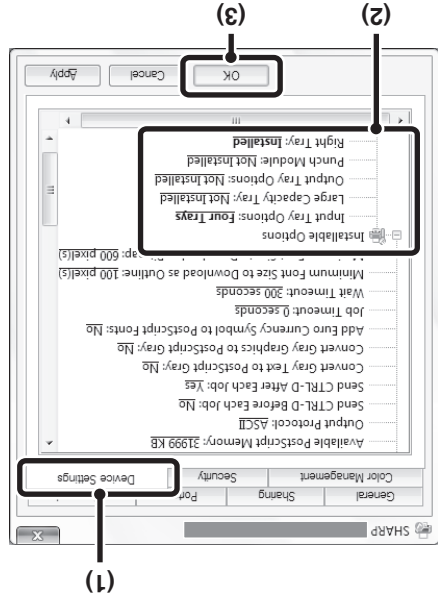 (1)
SHARP
General
Sharing
Port
Color Management
Security
Device Settings
Available PostScript Memory: 31999 KB
Output Protocol: ASCII
Send CTRL-D Before Each Job: No
Send CTRL-D After Each Job: Yes
Convert Gray Text to PostScript Gray: No
Convert Gray Graphics to PostScript Gray: No
Add Euro Currency Symbol to PostScript Fonts: No
Job Timeout: 0 seconds
Wait Timeout: 300 seconds
Minimum Font Size to Download as Outline: 100 pixel(s)
600 pixel(s)
Installable Options
Input Tray Options: Four Trays
Large Capacity Tray: Not Installed
Output Tray Options: Not Installed
Punch Module: Not Installed
Right Tray: Installed
OK
Cancel
Apply
(2)
(3)